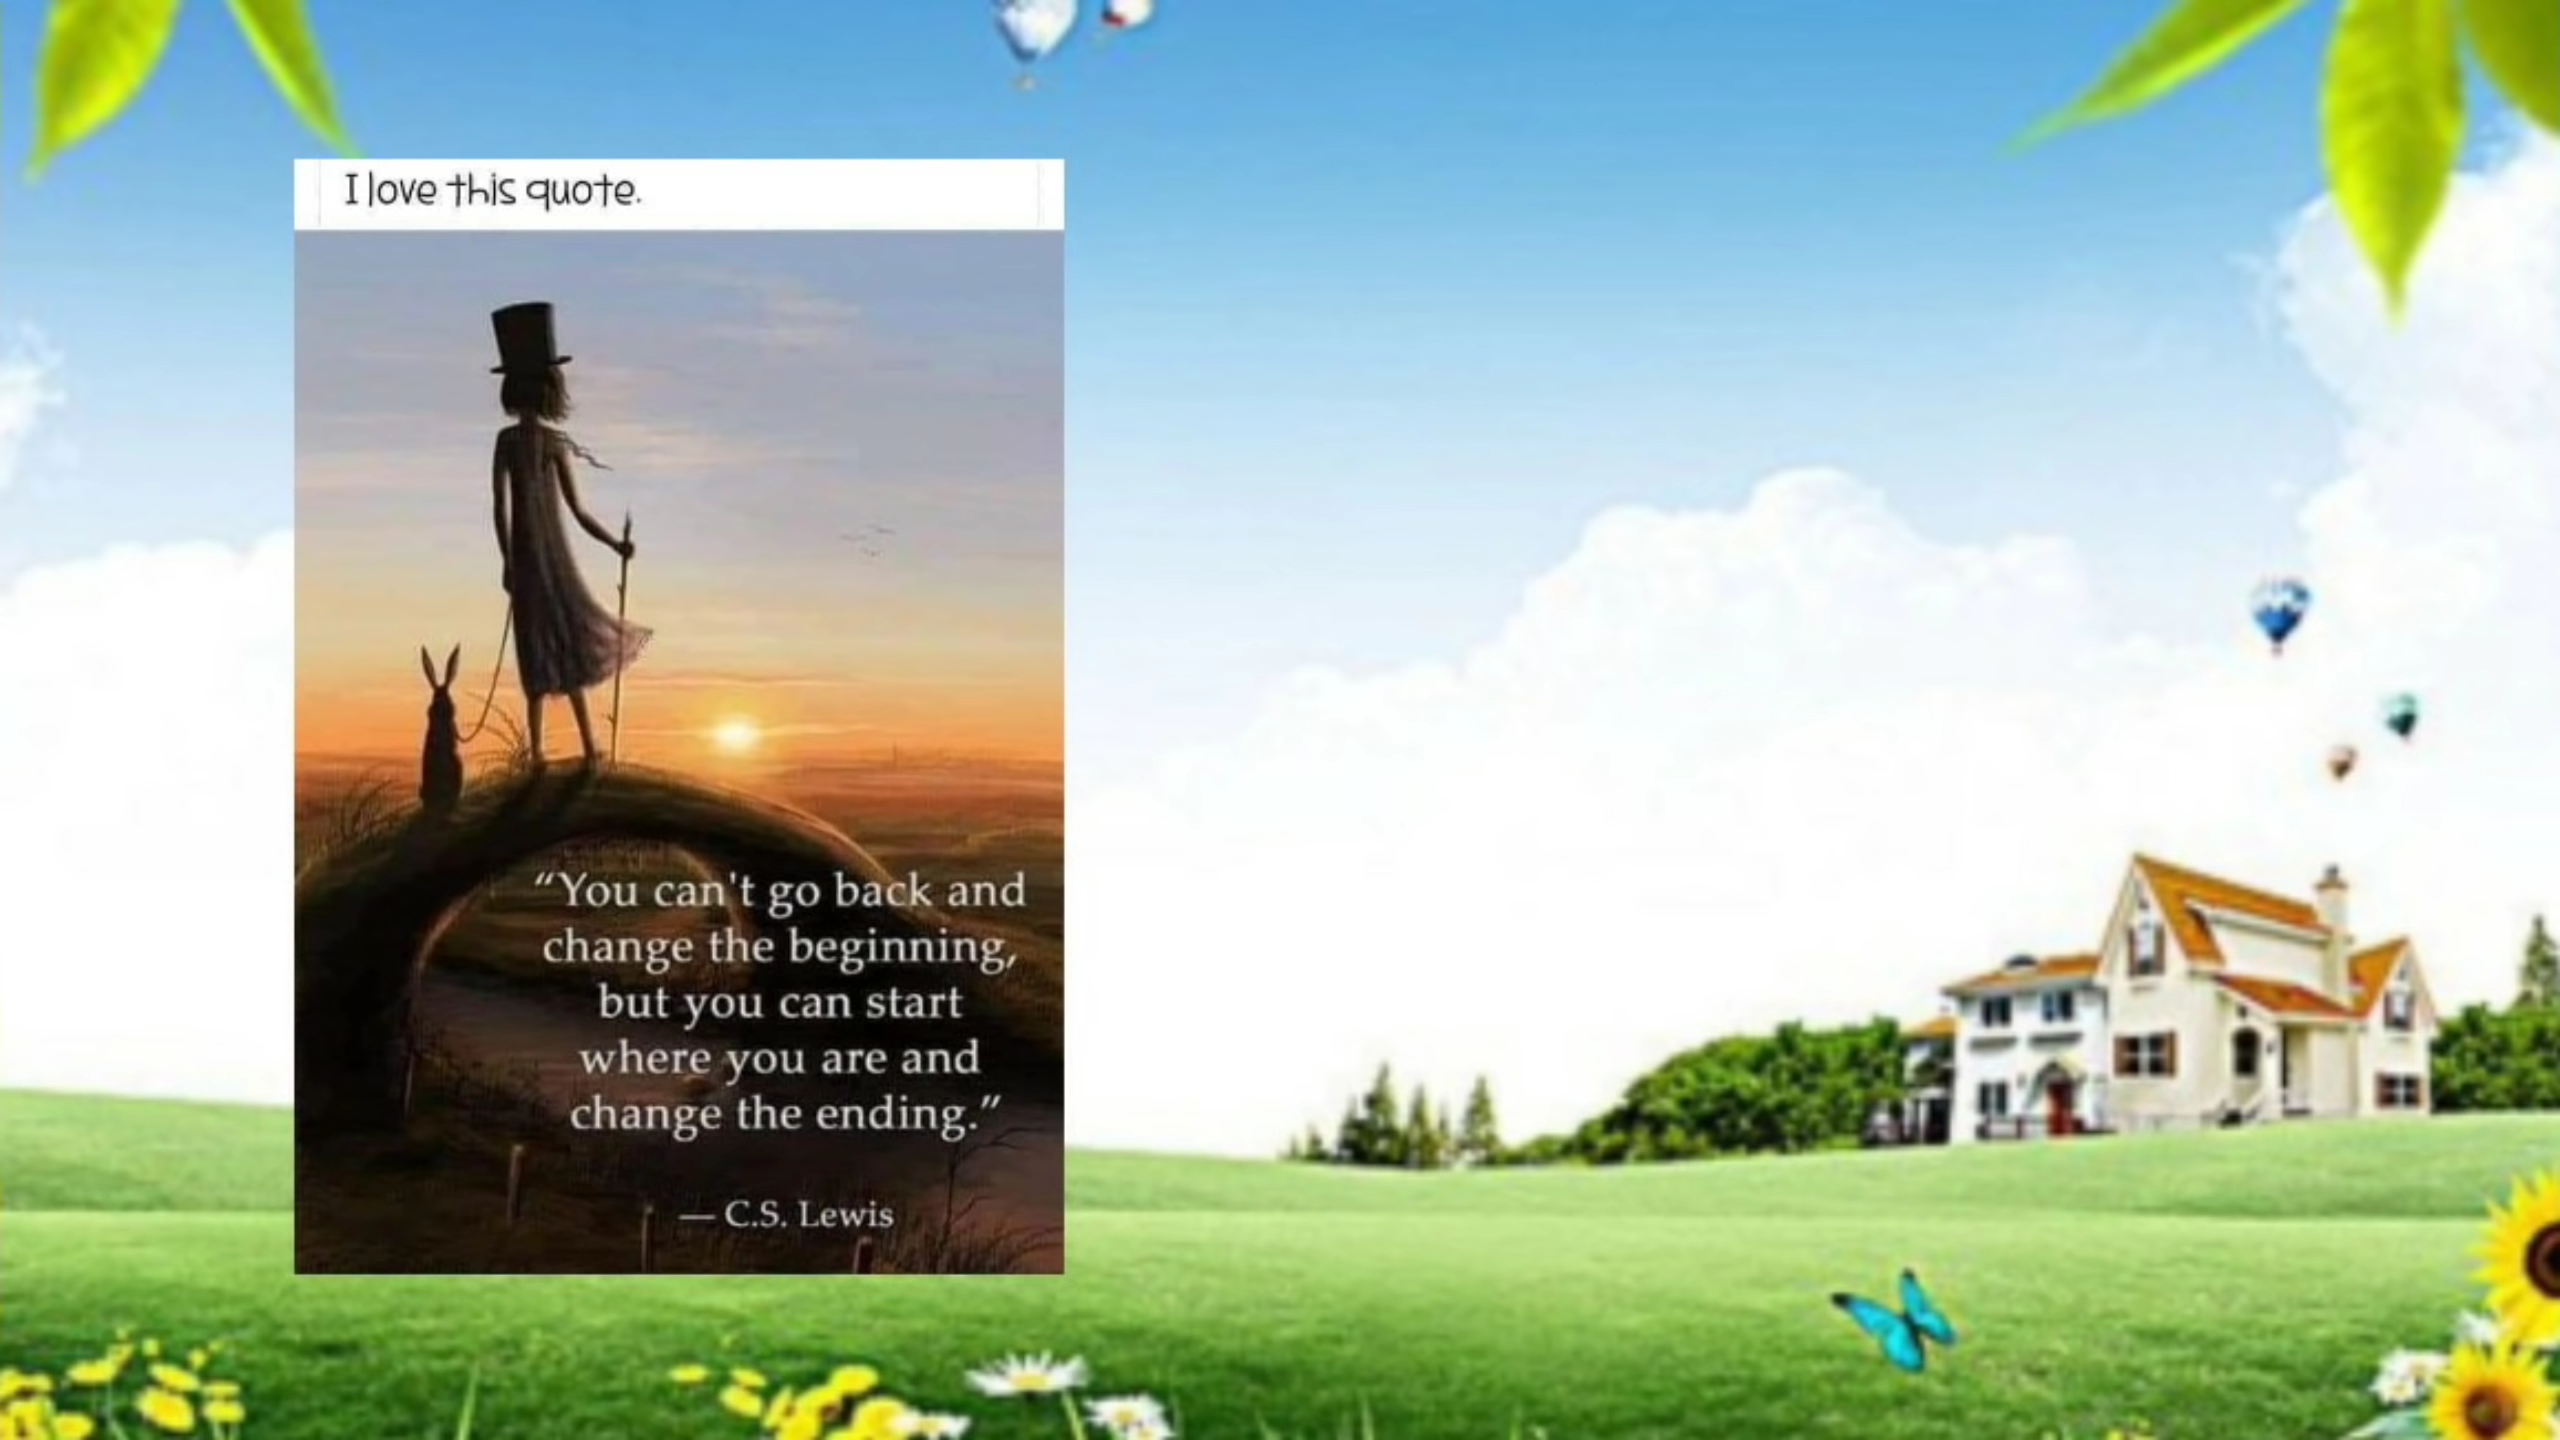 I love this quote.
“You can't go back and
change the beginning,
but you can start
where you are and
change the ending.”
— C.S. Lewis